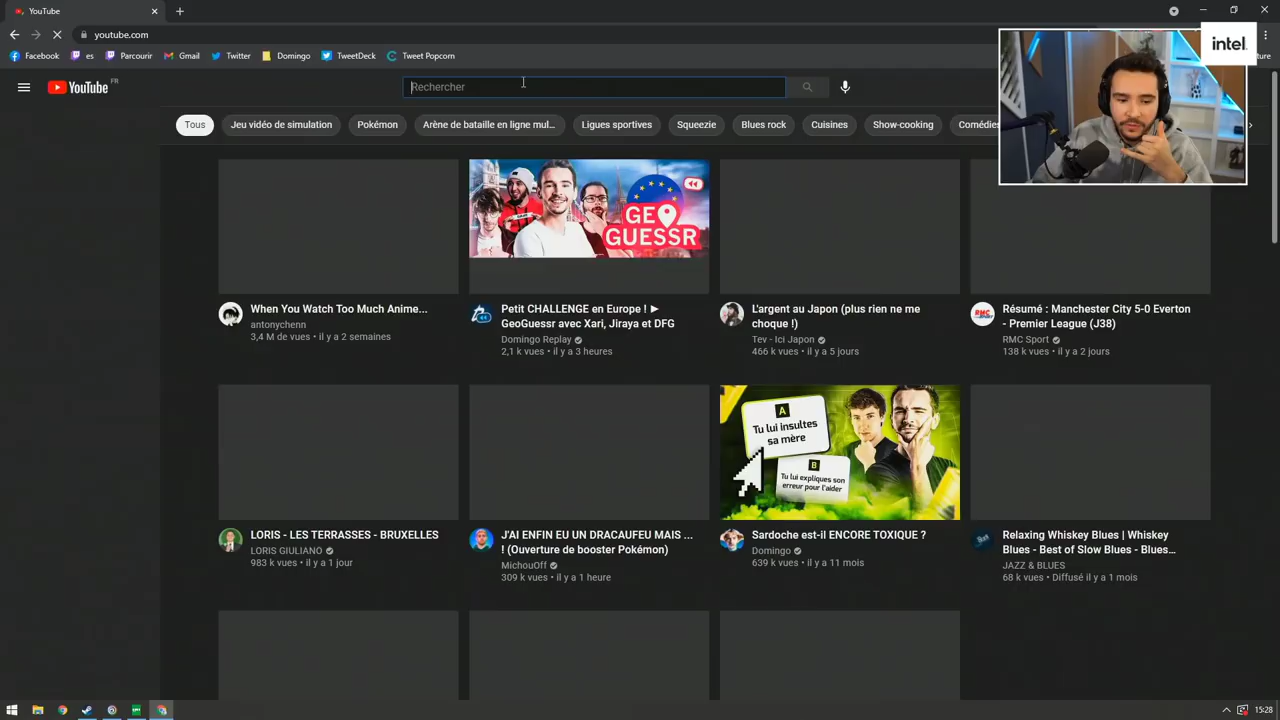 YouTube
youtube.com
Facebook
es
Parcourir
Gmail
Twitter
Domingo
TweetDeck
Tweet Popcorn
intel.
YouTube FR
Rechercher
Tous
Jeu vidéo de simulation
Pokémon
Arène de bataille en ligne mul...
Ligues sportives
Squeezie
Blues rock
Cuisines
Show-cooking
Comédies
GEO
GUESSR
When You Watch Too Much Anime...
antonychenn
3,4 M de vues • il y a 2 semaines
Petit CHALLENGE en Europe ! ►
GeoGuessr avec Xari, Jiraya et DFG
Domingo Replay
2,1 k vues • il y a 3 heures
L'argent au Japon (plus rien ne me
choque !)
Tev - Ici Japon
466 k vues • il y a 5 jours
Résumé : Manchester City 5-0 Everton
- Premier League (J38)
RMC Sport
138 k vues • il y a 2 jours
A
Tu lui insultes
sa mère
B
Tu lui expliques son
erreur pour l'aider
LORIS - LES TERRASSES - BRUXELLES
LORIS GIULIANO
983 k vues • il y a 1 jour
J'AI ENFIN EU UN DRACAUFEU MAIS ...
! (Ouverture de booster Pokémon)
MichouOff
309 k vues • il y a 1 heure
Sardoche est-il ENCORE TOXIQUE ?
Domingo
639 k vues • il y a 11 mois
Relaxing Whiskey Blues | Whiskey
Blues - Best of Slow Blues - Blues...
JAZZ & BLUES
68 k vues • Diffusé il y a 1 mois
15:28